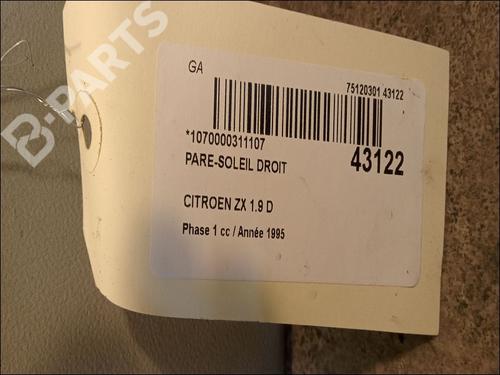 B-PARTS
GA
75120301 43122
*1070000311107
43122
PARE-SOLEIL DROIT
CITROEN ZX 1.9 D
Phase 1 cc / Année 1995